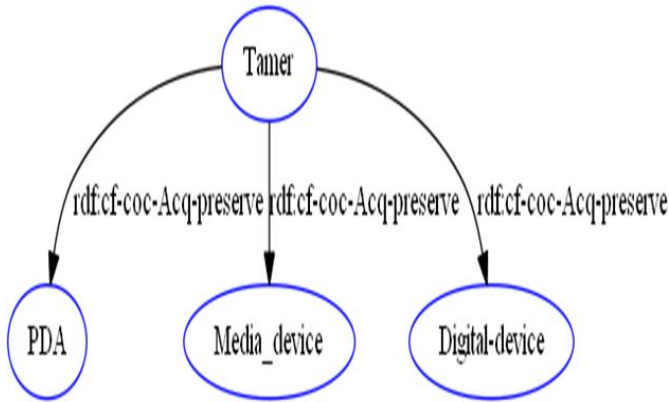 Tamer
rdf:cf-coc-Acq-preserve rdf:cf-coc-Acq-preserve rdf:cf-coc-Acq-preserve
PDA Media_device Digital-device